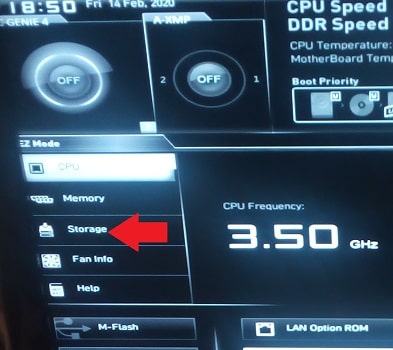 18:50 Fri 14 Feb, 2020
CPU Speed
DDR Speed
GENIE 4
A-XMP
CPU Temperature:
MotherBoard Temp
OFF
2 OFF 1
Boot Priority
U
U
EZ Mode
CPU
Memory
Storage
Fan Info
Help
CPU Frequency:
3.50 GHz
M-Flash
LAN Option ROM